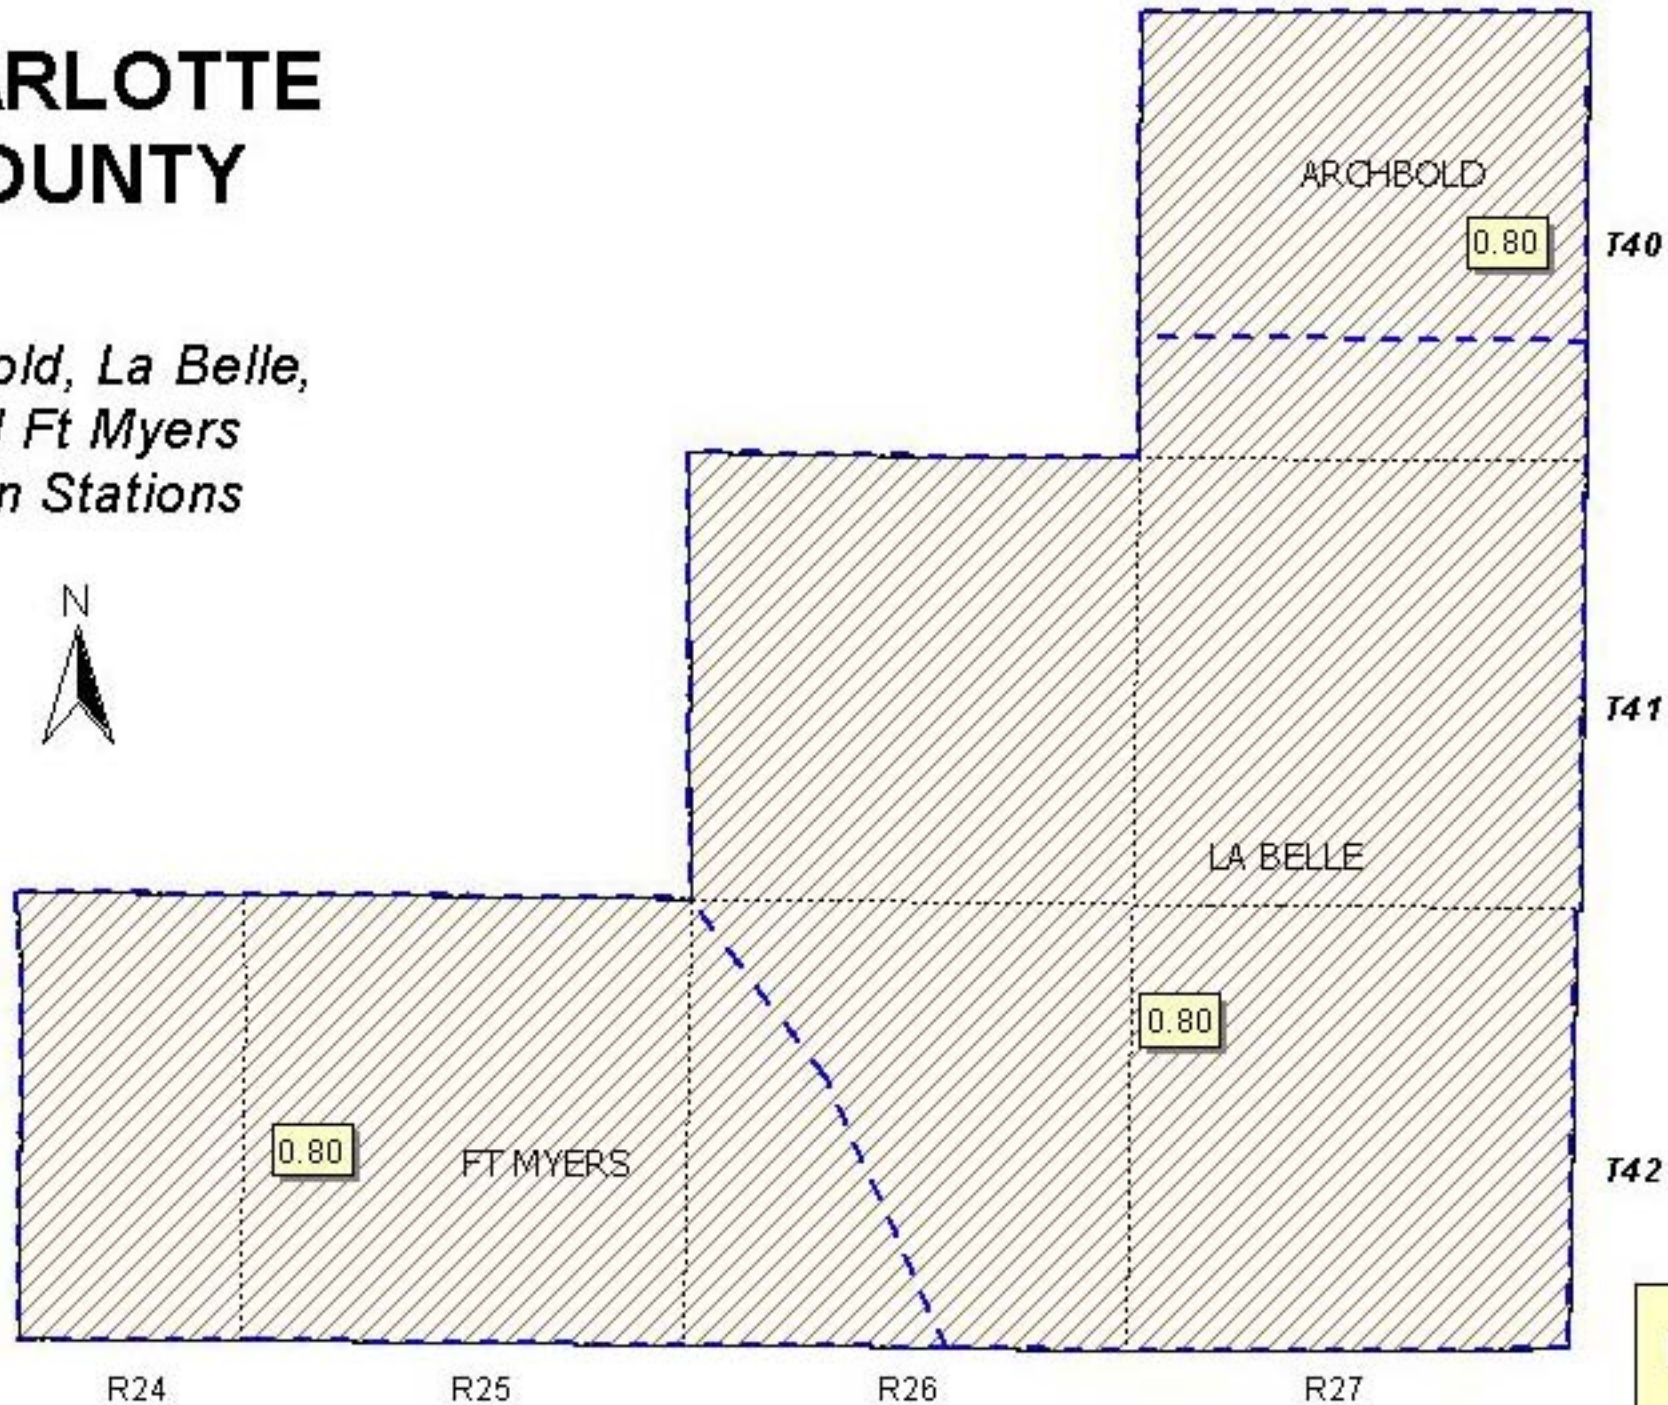 ARLOTTE
OUNTY
old, La Belle,
Ft Myers
n Stations
N
ARCHBOLD
0.80
T40
T41
LA BELLE
0.80
0.80
FT MYERS
T42
R24
R25
R26
R27